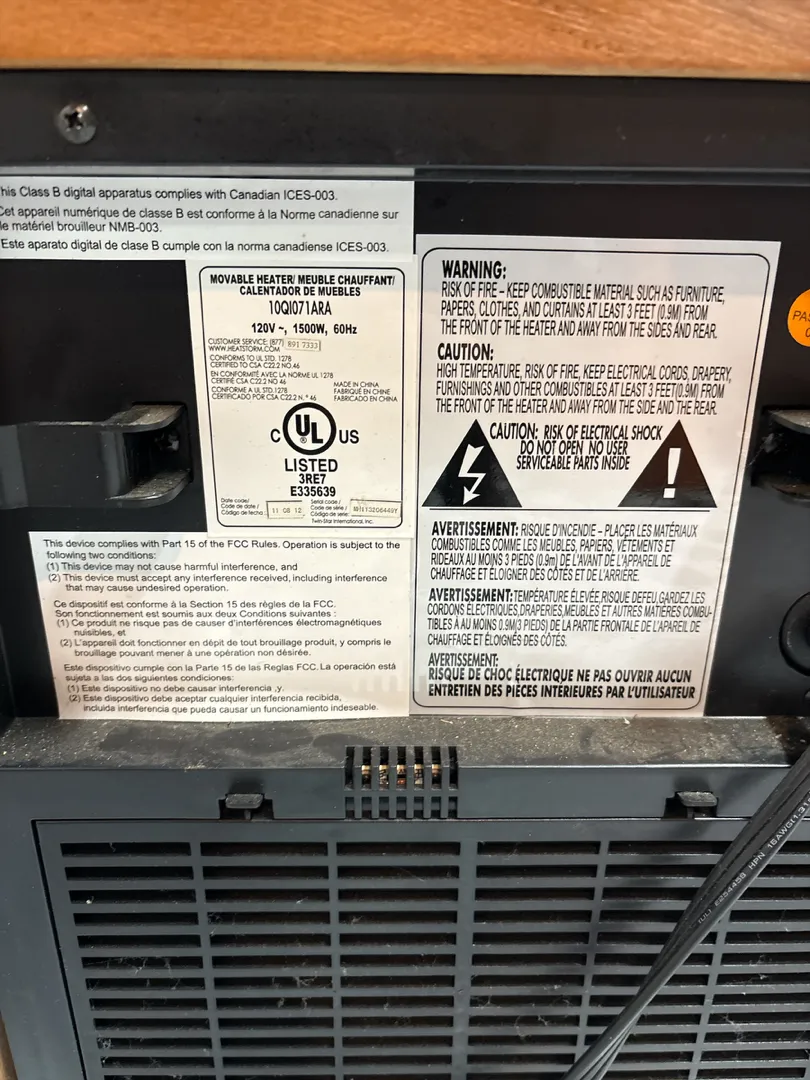 his Class B digital apparatus complies with Canadian ICES-003.
Cet appareil numérique de classe B est conforme à la Norme canadienne sur
le matériel brouilleur NMB-003.
Este aparato digital de clase B cumple con la norma canadiense ICES-003.
MOVABLE HEATER/ MEUBLE CHAUFFANT/
CALENTADOR DE MUEBLES
10QI071ARA
120V ~, 1500W, 60Hz
CUSTOMER SERVICE: (877) 891 7333
WWW.HEATSTORM.COM
CONFORMS TO UL STD. 1278
CERTIFIED TO CSA C22.2 NO.46
EN CONFORMITÉ AVEC LA NORME UL 1278
CERTIFIÉ CSA C22.2 NO 46
CONFORME A UL STD.1278
CERTIFICADO POR CSA C22.2 N.° 46
MADE IN CHINA
FABRIQUÉ EN CHINE
FABRICADO EN CHINA
C UL ® US
LISTED
3RE7
E335639
Date code/
Code de date /
Código de fecha :
11 08 12
Serial code /
Code de série /
Código de serie:
Twin-Star International, Inc.
This device complies with Part 15 of the FCC Rules. Operation is subject to the
following two conditions:
(1) This device may not cause harmful interference, and
(2) This device must accept any interference received, including interference
that may cause undesired operation.
Ce dispositif est conforme à la Section 15 des règles de la FCC.
Son fonctionnement est soumis aux deux Conditions suivantes :
(1) Ce produit ne risque pas de causer d'interférences électromagnétiques
nuisibles, et
(2) L'appareil doit fonctionner en dépit de tout brouillage produit, y compris le
brouillage pouvant mener à une opération non désirée.
Este dispositivo cumple con la Parte 15 de las Reglas FCC. La operación está
sujeta a las dos siguientes condiciones:
(1) Este dispositivo no debe causar interferencia ,y.
(2) Este dispositivo debe aceptar cualquier interferencia recibida,
incluida interferencia que pueda causar un funcionamiento indeseable.
WARNING:
RISK OF FIRE – KEEP COMBUSTIBLE MATERIAL SUCH AS FURNITURE,
PAPERS, CLOTHES, AND CURTAINS AT LEAST 3 FEET (0.9M) FROM
THE FRONT OF THE HEATER AND AWAY FROM THE SIDES AND REAR.
CAUTION:
HIGH TEMPERATURE, RISK OF FIRE, KEEP ELECTRICAL CORDS, DRAPERY,
FURNISHINGS AND OTHER COMBUSTIBLES AT LEAST 3 FEET(0.9M) FROM
THE FRONT OF THE HEATER AND AWAY FROM THE SIDE AND THE REAR.
CAUTION: RISK OF ELECTRICAL SHOCK
DO NOT OPEN NO USER
SERVICEABLE PARTS INSIDE
!
AVERTISSEMENT: RISQUE D'INCENDIE – PLACER LES MATÉRIAUX
COMBUSTIBLES COMME LES MEUBLES, PAPIERS, VÊTEMENTS ET
RIDEAUX AU MOINS 3 PIEDS (0.9m) DE L'AVANT DE L'APPAREIL DE
CHAUFFAGE ET ÉLOIGNER DES CÔTÉS ET DE L'ARRIÈRE.
AVERTISSEMENT: TEMPÉRATURE ÉLEVÉE, RISQUE DEFEU, GARDEZ LES
CORDONS ÉLECTRIQUES,DRAPERIES,MEUBLES ET AUTRES MATIÈRES COMBU-
TIBLES À AU MOINS 0.9M(3 PIEDS) DE LA PARTIE FRONTALE DE L'APAREIL DE
CHAUFFAGE ET ÉLOIGNÉS DES CÔTÉS.
AVERTISSEMENT:
RISQUE DE CHOC ÉLECTRIQUE NE PAS OUVRIR AUCUN
ENTRETIEN DES PIÈCES INTERIEURES PAR L'UTILISATEUR
PAS
(UL) E254458 HPN 16AWG(1.31